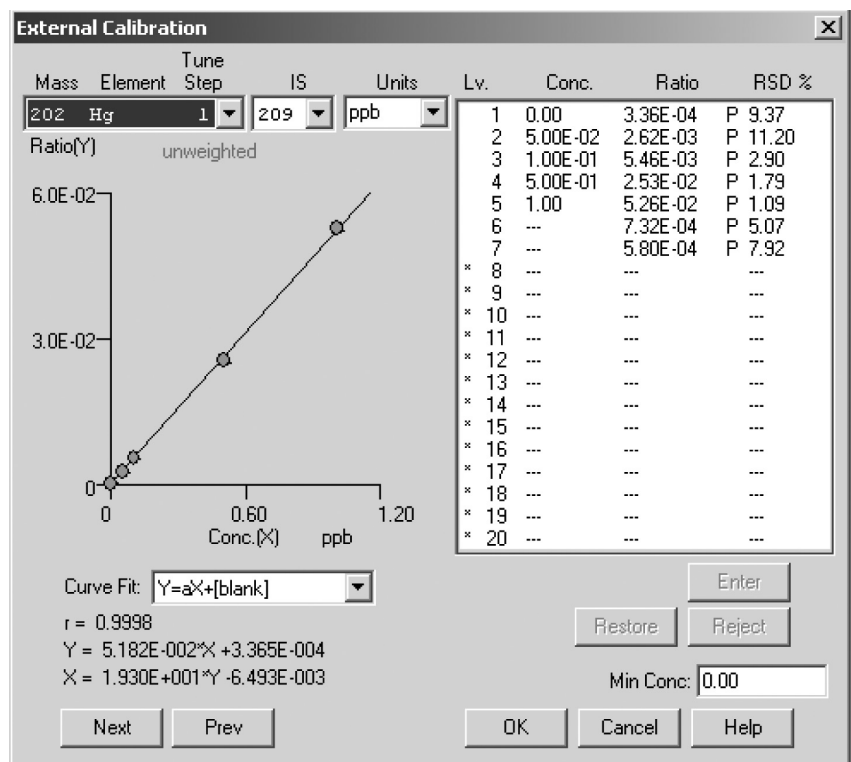 External Calibration
Tune
Mass Element Step IS Units
202 Hg 1 209 ppb
Ratio(Y) unweighted
6.0E-02
3.0E-02
0
0 0.60 1.20
Conc.(X) ppb
Lv. Conc. Ratio RSD %
1 0.00 3.36E-04 P 9.37
2 5.00E-02 2.62E-03 P 11.20
3 1.00E-01 5.46E-03 P 2.90
4 5.00E-01 2.53E-02 P 1.79
5 1.00 5.26E-02 P 1.09
6 --- 7.32E-04 P 5.07
7 --- 5.80E-04 P 7.92
* 8 --- --- ---
* 9 --- --- ---
* 10 --- --- ---
* 11 --- --- ---
* 12 --- --- ---
* 13 --- --- ---
* 14 --- --- ---
* 15 --- --- ---
* 16 --- --- ---
* 17 --- --- ---
* 18 --- --- ---
* 19 --- --- ---
* 20 --- --- ---
Curve Fit: Y=aX+[blank]
r = 0.9998
Y = 5.182E-002*X +3.365E-004
X = 1.930E+001*Y -6.493E-003
Enter
Restore Reject
Min Conc: 0.00
Next Prev OK Cancel Help